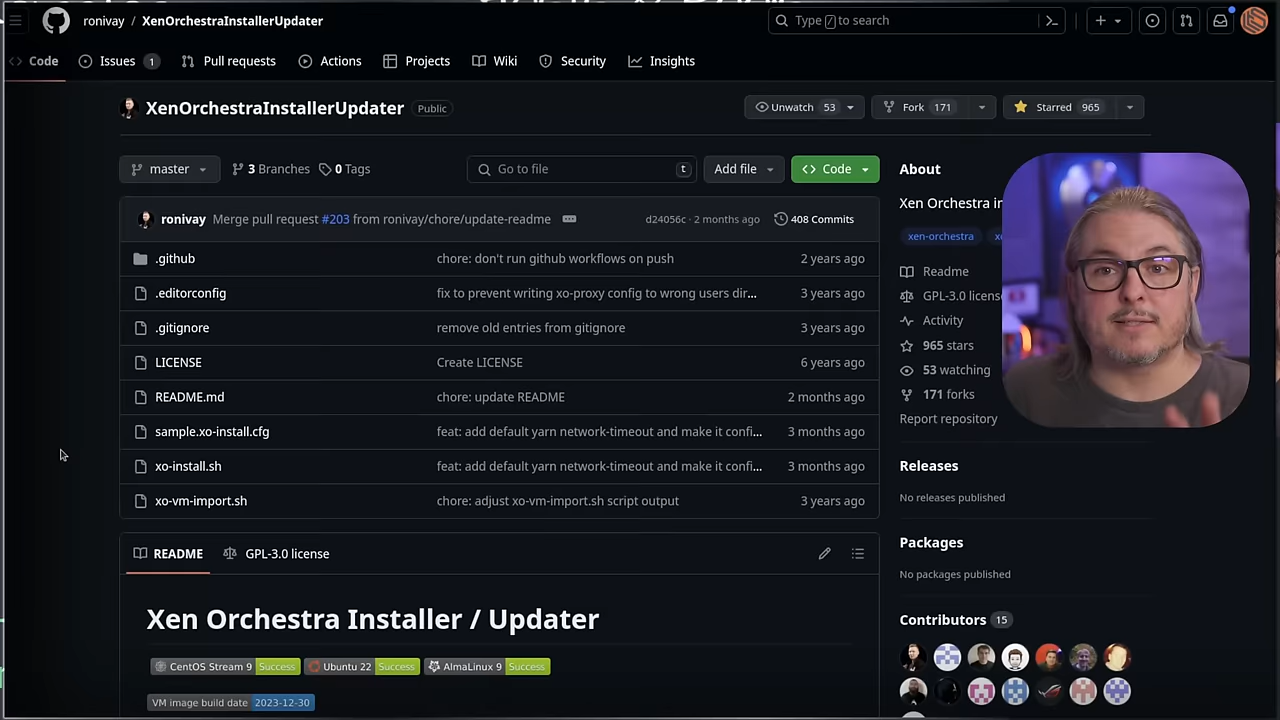 ronivay / XenOrchestraInstallerUpdater
Type / to search
Code
Issues 1
Pull requests
Actions
Projects
Wiki
Security
Insights
XenOrchestraInstallerUpdater Public
Unwatch 53
Fork 171
Starred 965
master
3 Branches
0 Tags
Go to file t
Add file
Code
ronivay Merge pull request #203 from ronivay/chore/update-readme
d24056c · 2 months ago
408 Commits
.github chore: don't run github workflows on push 2 years ago
.editorconfig fix to prevent writing xo-proxy config to wrong users dir... 3 years ago
.gitignore remove old entries from gitignore 3 years ago
LICENSE Create LICENSE 6 years ago
README.md chore: update README 2 months ago
sample.xo-install.cfg feat: add default yarn network-timeout and make it confi... 3 months ago
xo-install.sh feat: add default yarn network-timeout and make it confi... 3 months ago
xo-vm-import.sh chore: adjust xo-vm-import.sh script output 3 years ago
README
GPL-3.0 license
Xen Orchestra Installer / Updater
CentOS Stream 9 Success
Ubuntu 22 Success
AlmaLinux 9 Success
VM image build date 2023-12-30
About
Xen Orchestra in
xen-orchestra
Readme
GPL-3.0 license
Activity
965 stars
53 watching
171 forks
Report repository
Releases
No releases published
Packages
No packages published
Contributors 15